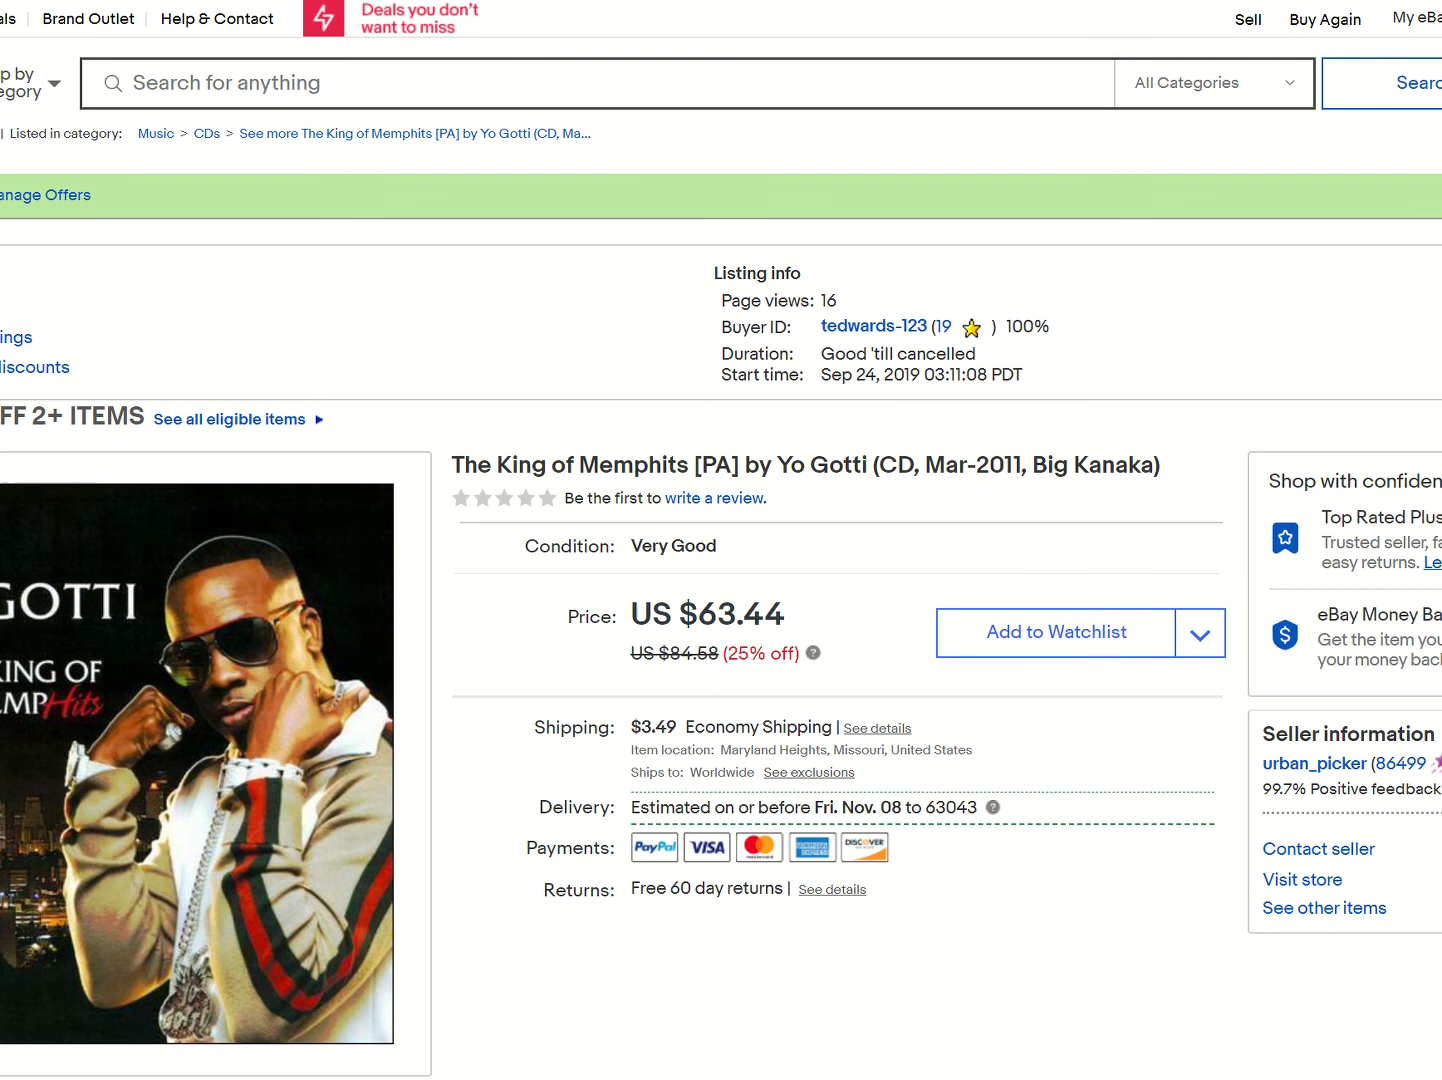 als Brand Outlet Help & Contact Deals you don't Sell Buy Again My eBa
want to miss
p by
egory
Search for anything All Categories Searc
| Listed in category: Music > CDs > See more The King of Memphits [PA] by Yo Gotti (CD, Ma...
anage Offers
Listing info
Page views: 16
ings
Buyer ID: tedwards-123 (19 ) 100%
Duration: Good 'till cancelled
discounts
Start time: Sep 24, 2019 03:11:08 PDT
FF 2+ ITEMS See all eligible items
GOTTI
KING OF
EMPHits
The King of Memphits [PA] by Yo Gotti (CD, Mar-2011, Big Kanaka)
Be the first to write a review.
Condition: Very Good
Price: US $63.44
US $84.58 (25% off) ?
Add to Watchlist
Shipping: $3.49 Economy Shipping | See details
Item location: Maryland Heights, Missouri, United States
Ships to: Worldwide See exclusions
Delivery: Estimated on or before Fri. Nov. 08 to 63043 ?
Payments: PayPal VISA mastercard AMERICAN EXPRESS DISCOVER
Returns: Free 60 day returns | See details
Shop with confiden
Top Rated Plus
Trusted seller, fa
easy returns. Le
eBay Money Ba
Get the item you
your money back
Seller information
urban_picker (86499
99.7% Positive feedback
Contact seller
Visit store
See other items